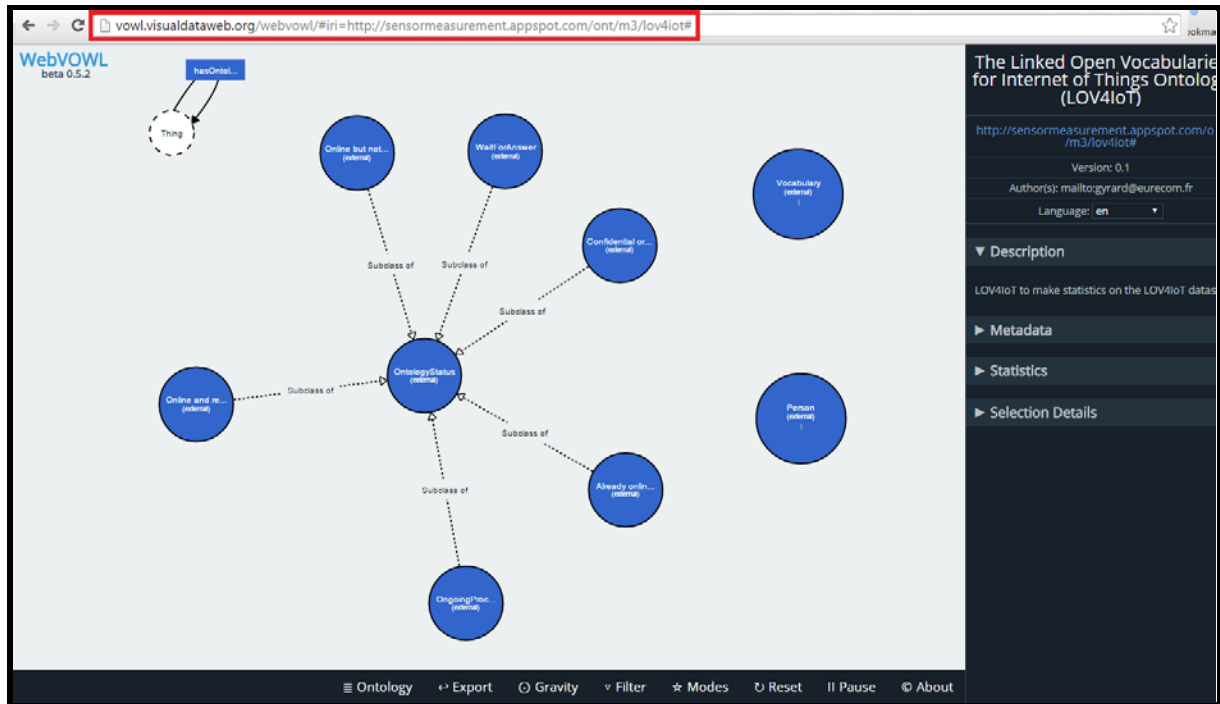 vowl.visualdataweb.org/webvowl/#iri=http://sensormeasurement.appspot.com/ont/m3/lov4iot#
okma
WebVOWL
beta 0.5.2
hasOntol...
Thing
Online but not...
(external)
WaitForAnswer
(external)
Vocabulary
(external)
1
Confidential or...
(external)
Subclass of
Subclass of
Subclass of
OntologyStatus
(external)
Online and re...
(external)
Subclass of
Person
(external)
1
Subclass of
Already onlin...
(external)
Subclass of
OngoingProc...
(external)
The Linked Open Vocabularie
for Internet of Things Ontolog
(LOV4IoT)
http://sensormeasurement.appspot.com/o
/m3/lov4iot#
Version: 0.1
Author(s): mailto:gyrard@eurecom.fr
Language: en
Description
LOV4IoT to make statistics on the LOV4IoT datas
Metadata
Statistics
Selection Details
Ontology Export Gravity Filter Modes Reset Pause © About